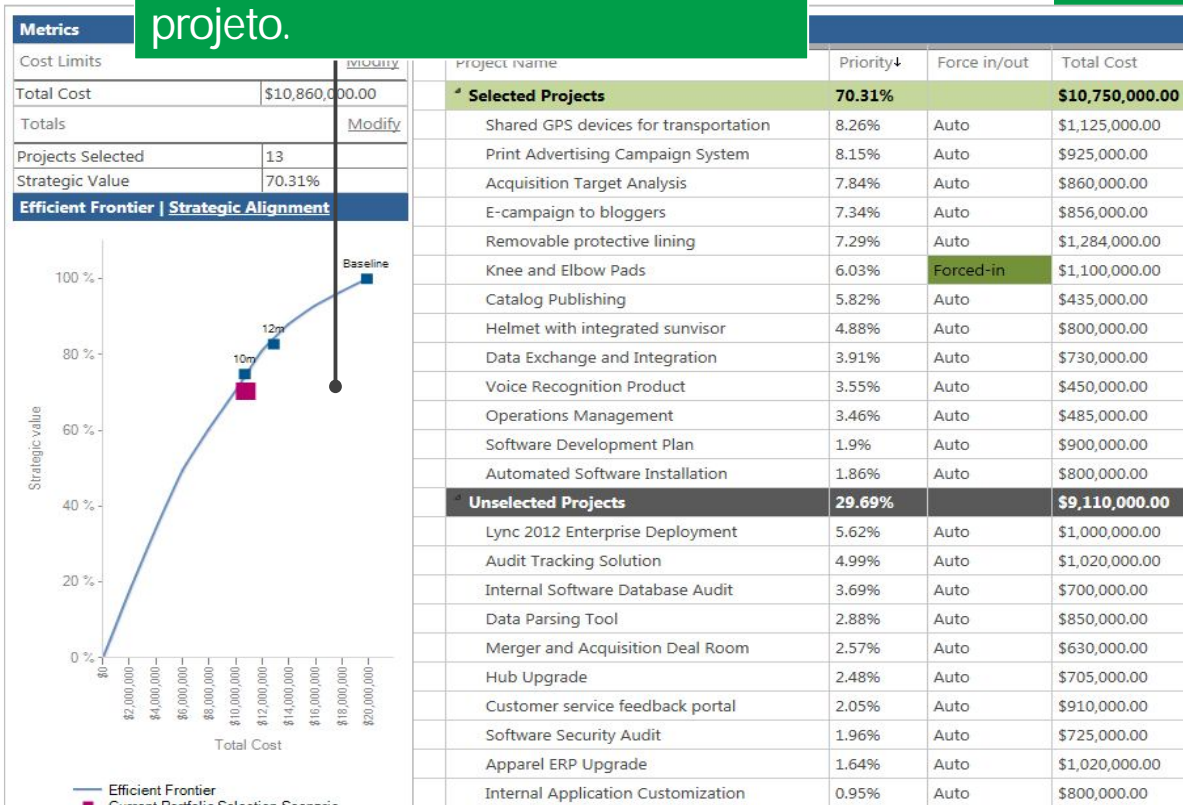 projeto.
Metrics
Cost Limits Modify
Total Cost $10,860,000.00
Totals Modify
Projects Selected 13
Strategic Value 70.31%
Efficient Frontier | Strategic Alignment
Baseline
100 %
12m
80 %
10m
60 %
40 %
20 %
0 %
Strategic value
$0
$2,000,000
$4,000,000
$6,000,000
$8,000,000
$10,000,000
$12,000,000
$14,000,000
$16,000,000
$18,000,000
$20,000,000
Total Cost
Efficient Frontier
Current Portfolio Selection Scenario
Project Name Priority↓ Force in/out Total Cost
Selected Projects 70.31% $10,750,000.00
Shared GPS devices for transportation 8.26% Auto $1,125,000.00
Print Advertising Campaign System 8.15% Auto $925,000.00
Acquisition Target Analysis 7.84% Auto $860,000.00
E-campaign to bloggers 7.34% Auto $856,000.00
Removable protective lining 7.29% Auto $1,284,000.00
Knee and Elbow Pads 6.03% Forced-in $1,100,000.00
Catalog Publishing 5.82% Auto $435,000.00
Helmet with integrated sunvisor 4.88% Auto $800,000.00
Data Exchange and Integration 3.91% Auto $730,000.00
Voice Recognition Product 3.55% Auto $450,000.00
Operations Management 3.46% Auto $485,000.00
Software Development Plan 1.9% Auto $900,000.00
Automated Software Installation 1.86% Auto $800,000.00
Unselected Projects 29.69% $9,110,000.00
Lync 2012 Enterprise Deployment 5.62% Auto $1,000,000.00
Audit Tracking Solution 4.99% Auto $1,020,000.00
Internal Software Database Audit 3.69% Auto $700,000.00
Data Parsing Tool 2.88% Auto $850,000.00
Merger and Acquisition Deal Room 2.57% Auto $630,000.00
Hub Upgrade 2.48% Auto $705,000.00
Customer service feedback portal 2.05% Auto $910,000.00
Software Security Audit 1.96% Auto $725,000.00
Apparel ERP Upgrade 1.64% Auto $1,020,000.00
Internal Application Customization 0.95% Auto $800,000.00